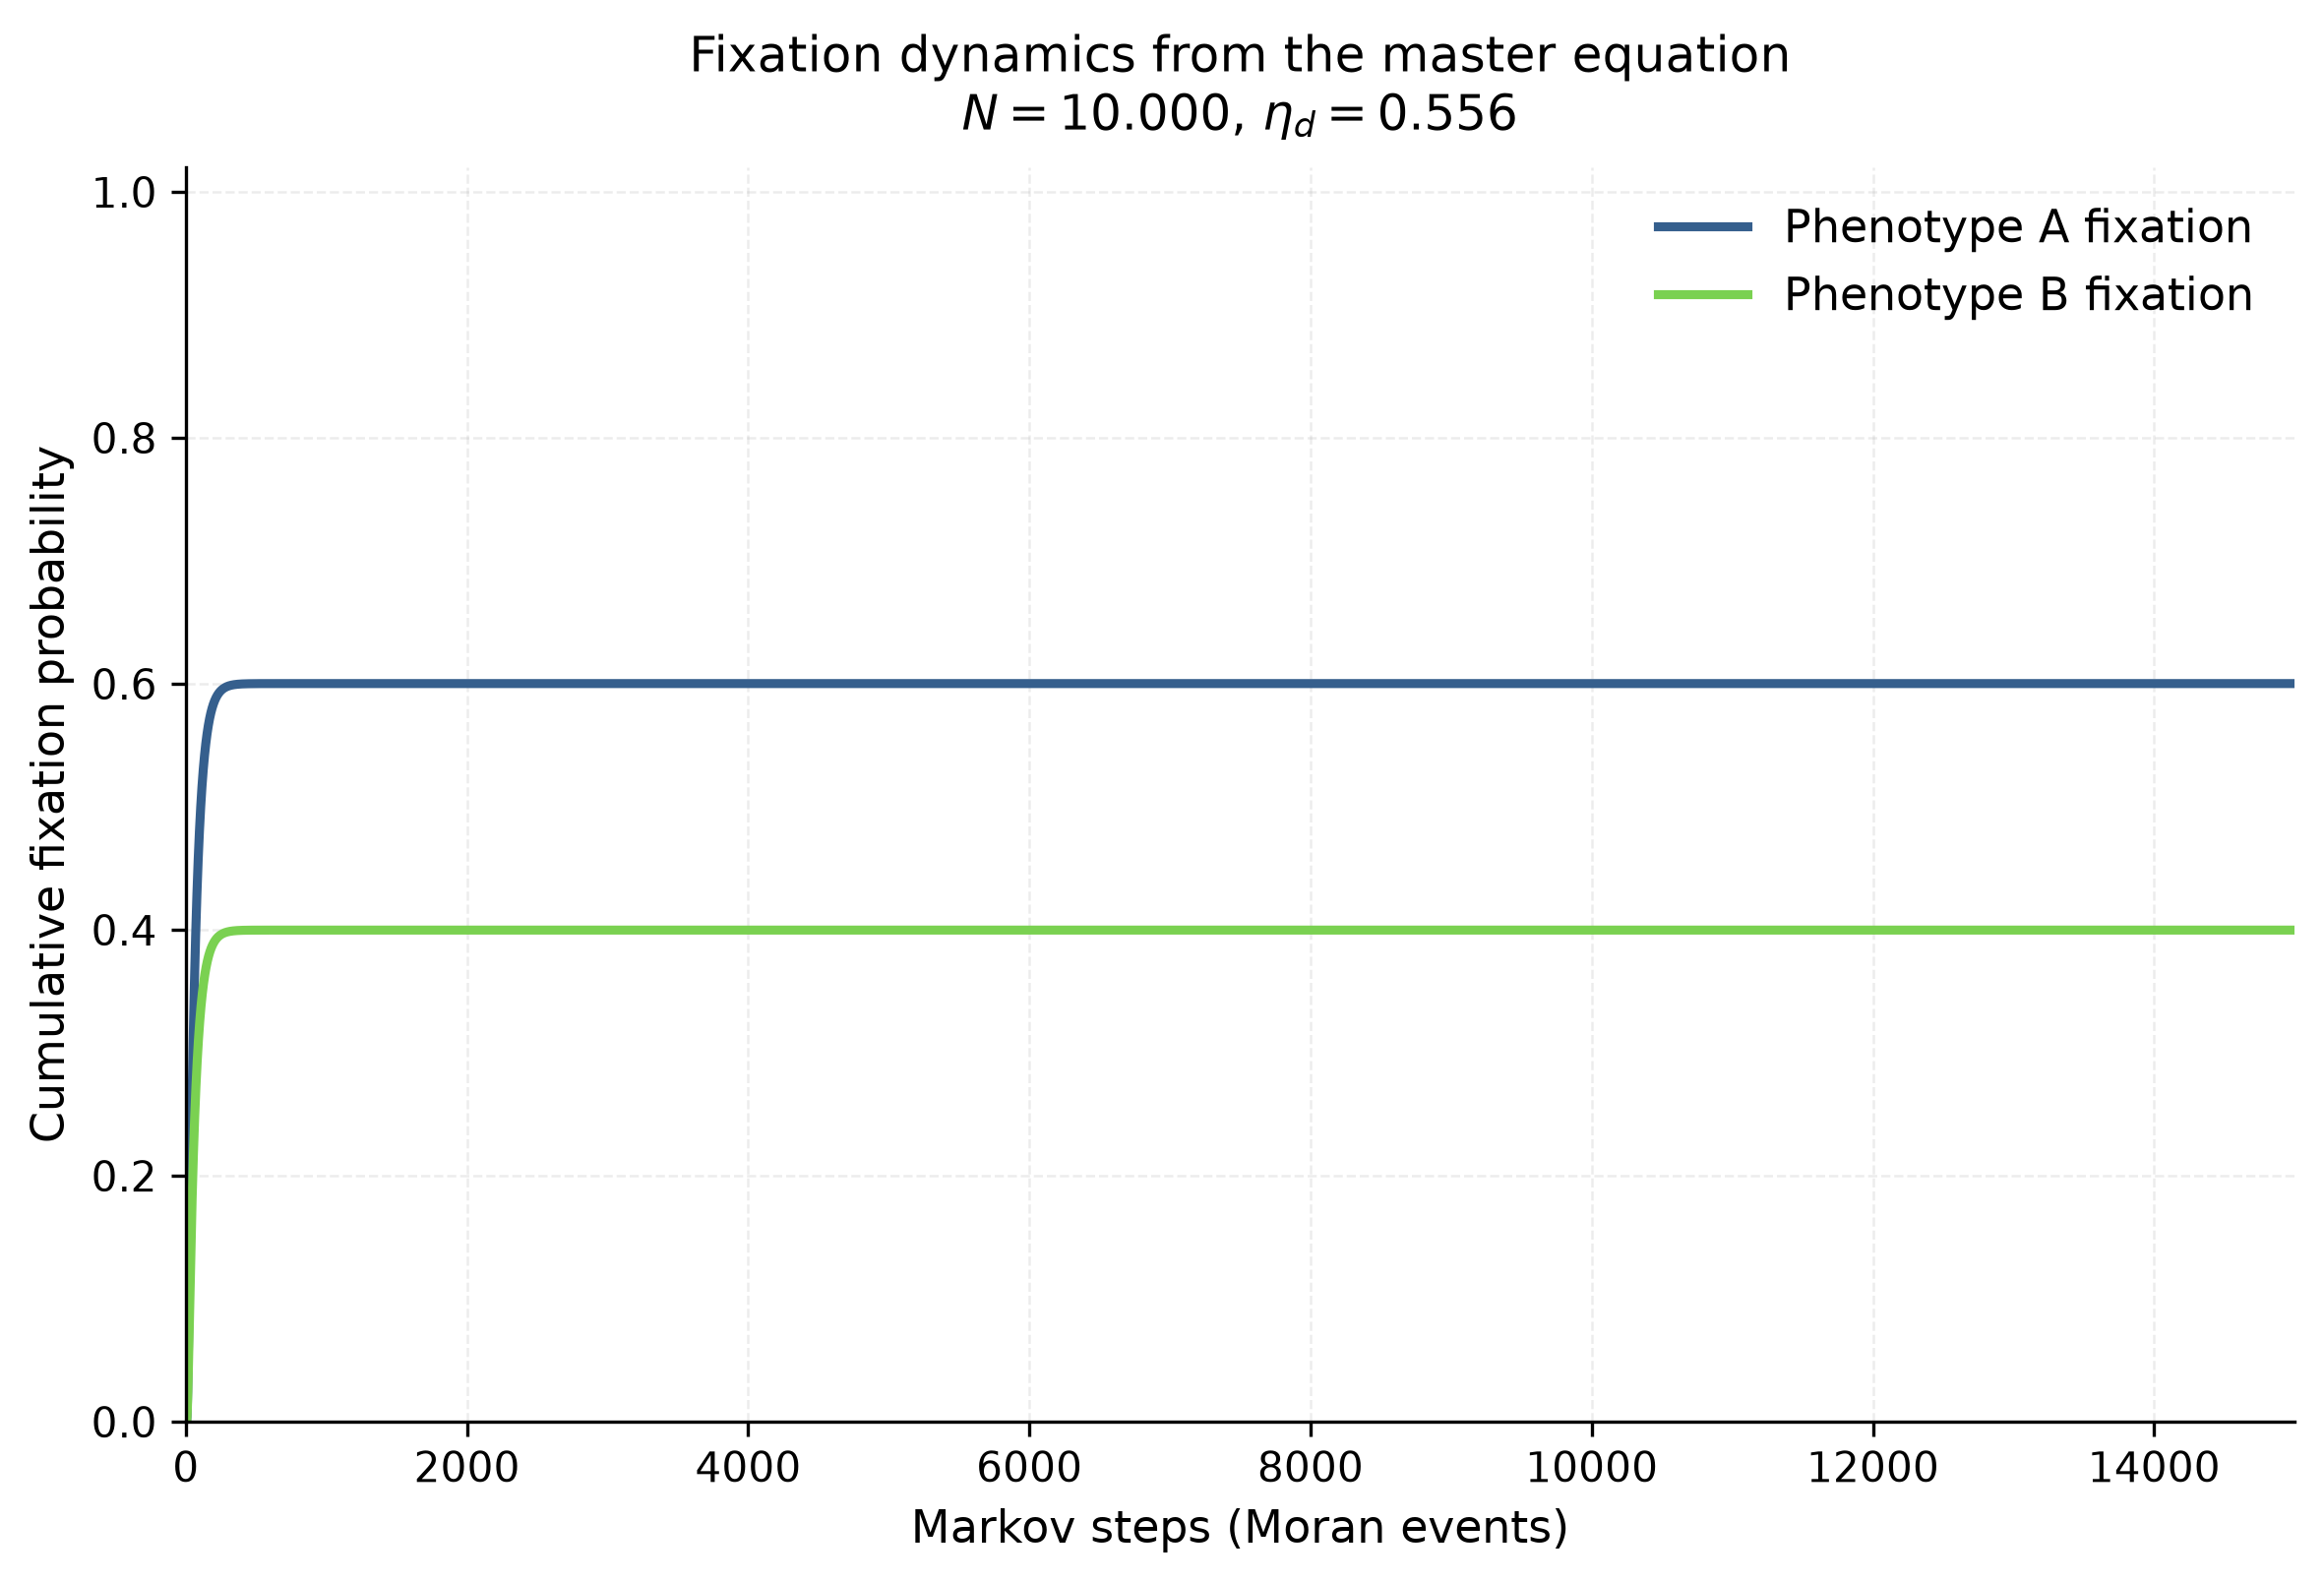 Fixation dynamics from the master equation
N = 10.000, η_d = 0.556
Phenotype A fixation
Phenotype B fixation
Cumulative fixation probability
1.0
0.8
0.6
0.4
0.2
0.0
0 2000 4000 6000 8000 10000 12000 14000
Markov steps (Moran events)